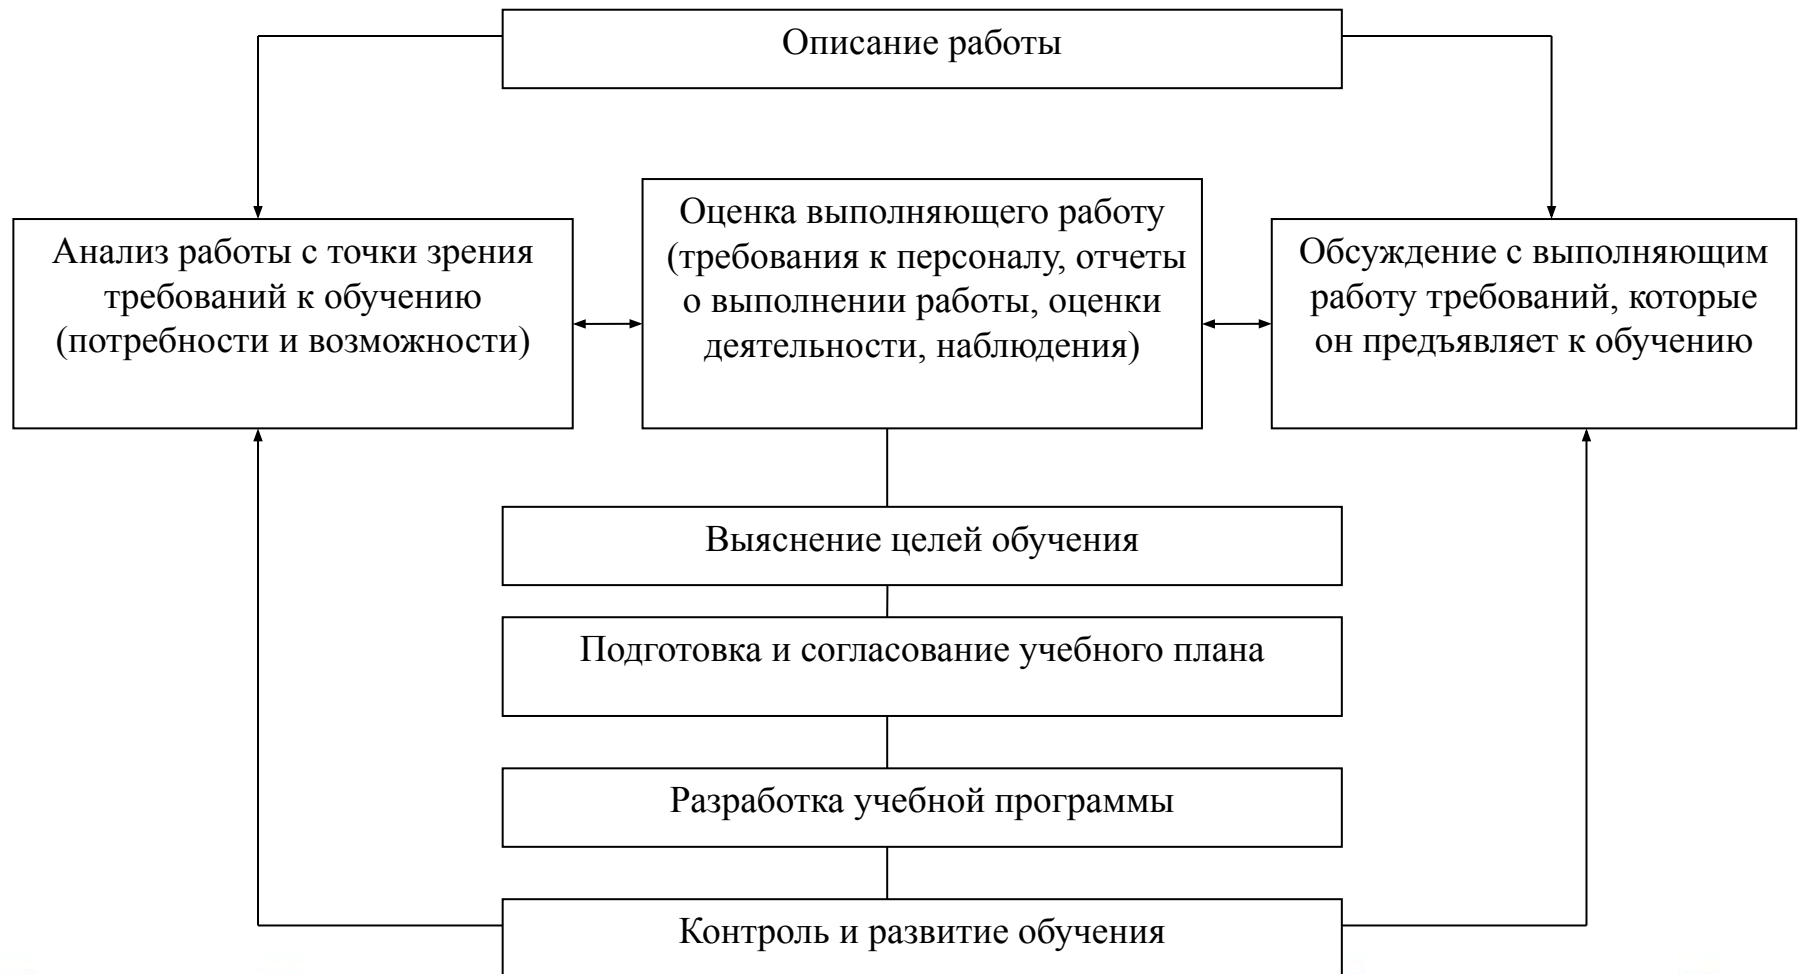 Описание работы
Анализ работы с точки зрения
требований к обучению
(потребности и возможности)
Оценка выполняющего работу
(требования к персоналу, отчеты
о выполнении работы, оценки
деятельности, наблюдения)
Обсуждение с выполняющим
работу требований, которые
он предъявляет к обучению
Выяснение целей обучения
Подготовка и согласование учебного плана
Разработка учебной программы
Контроль и развитие обучения